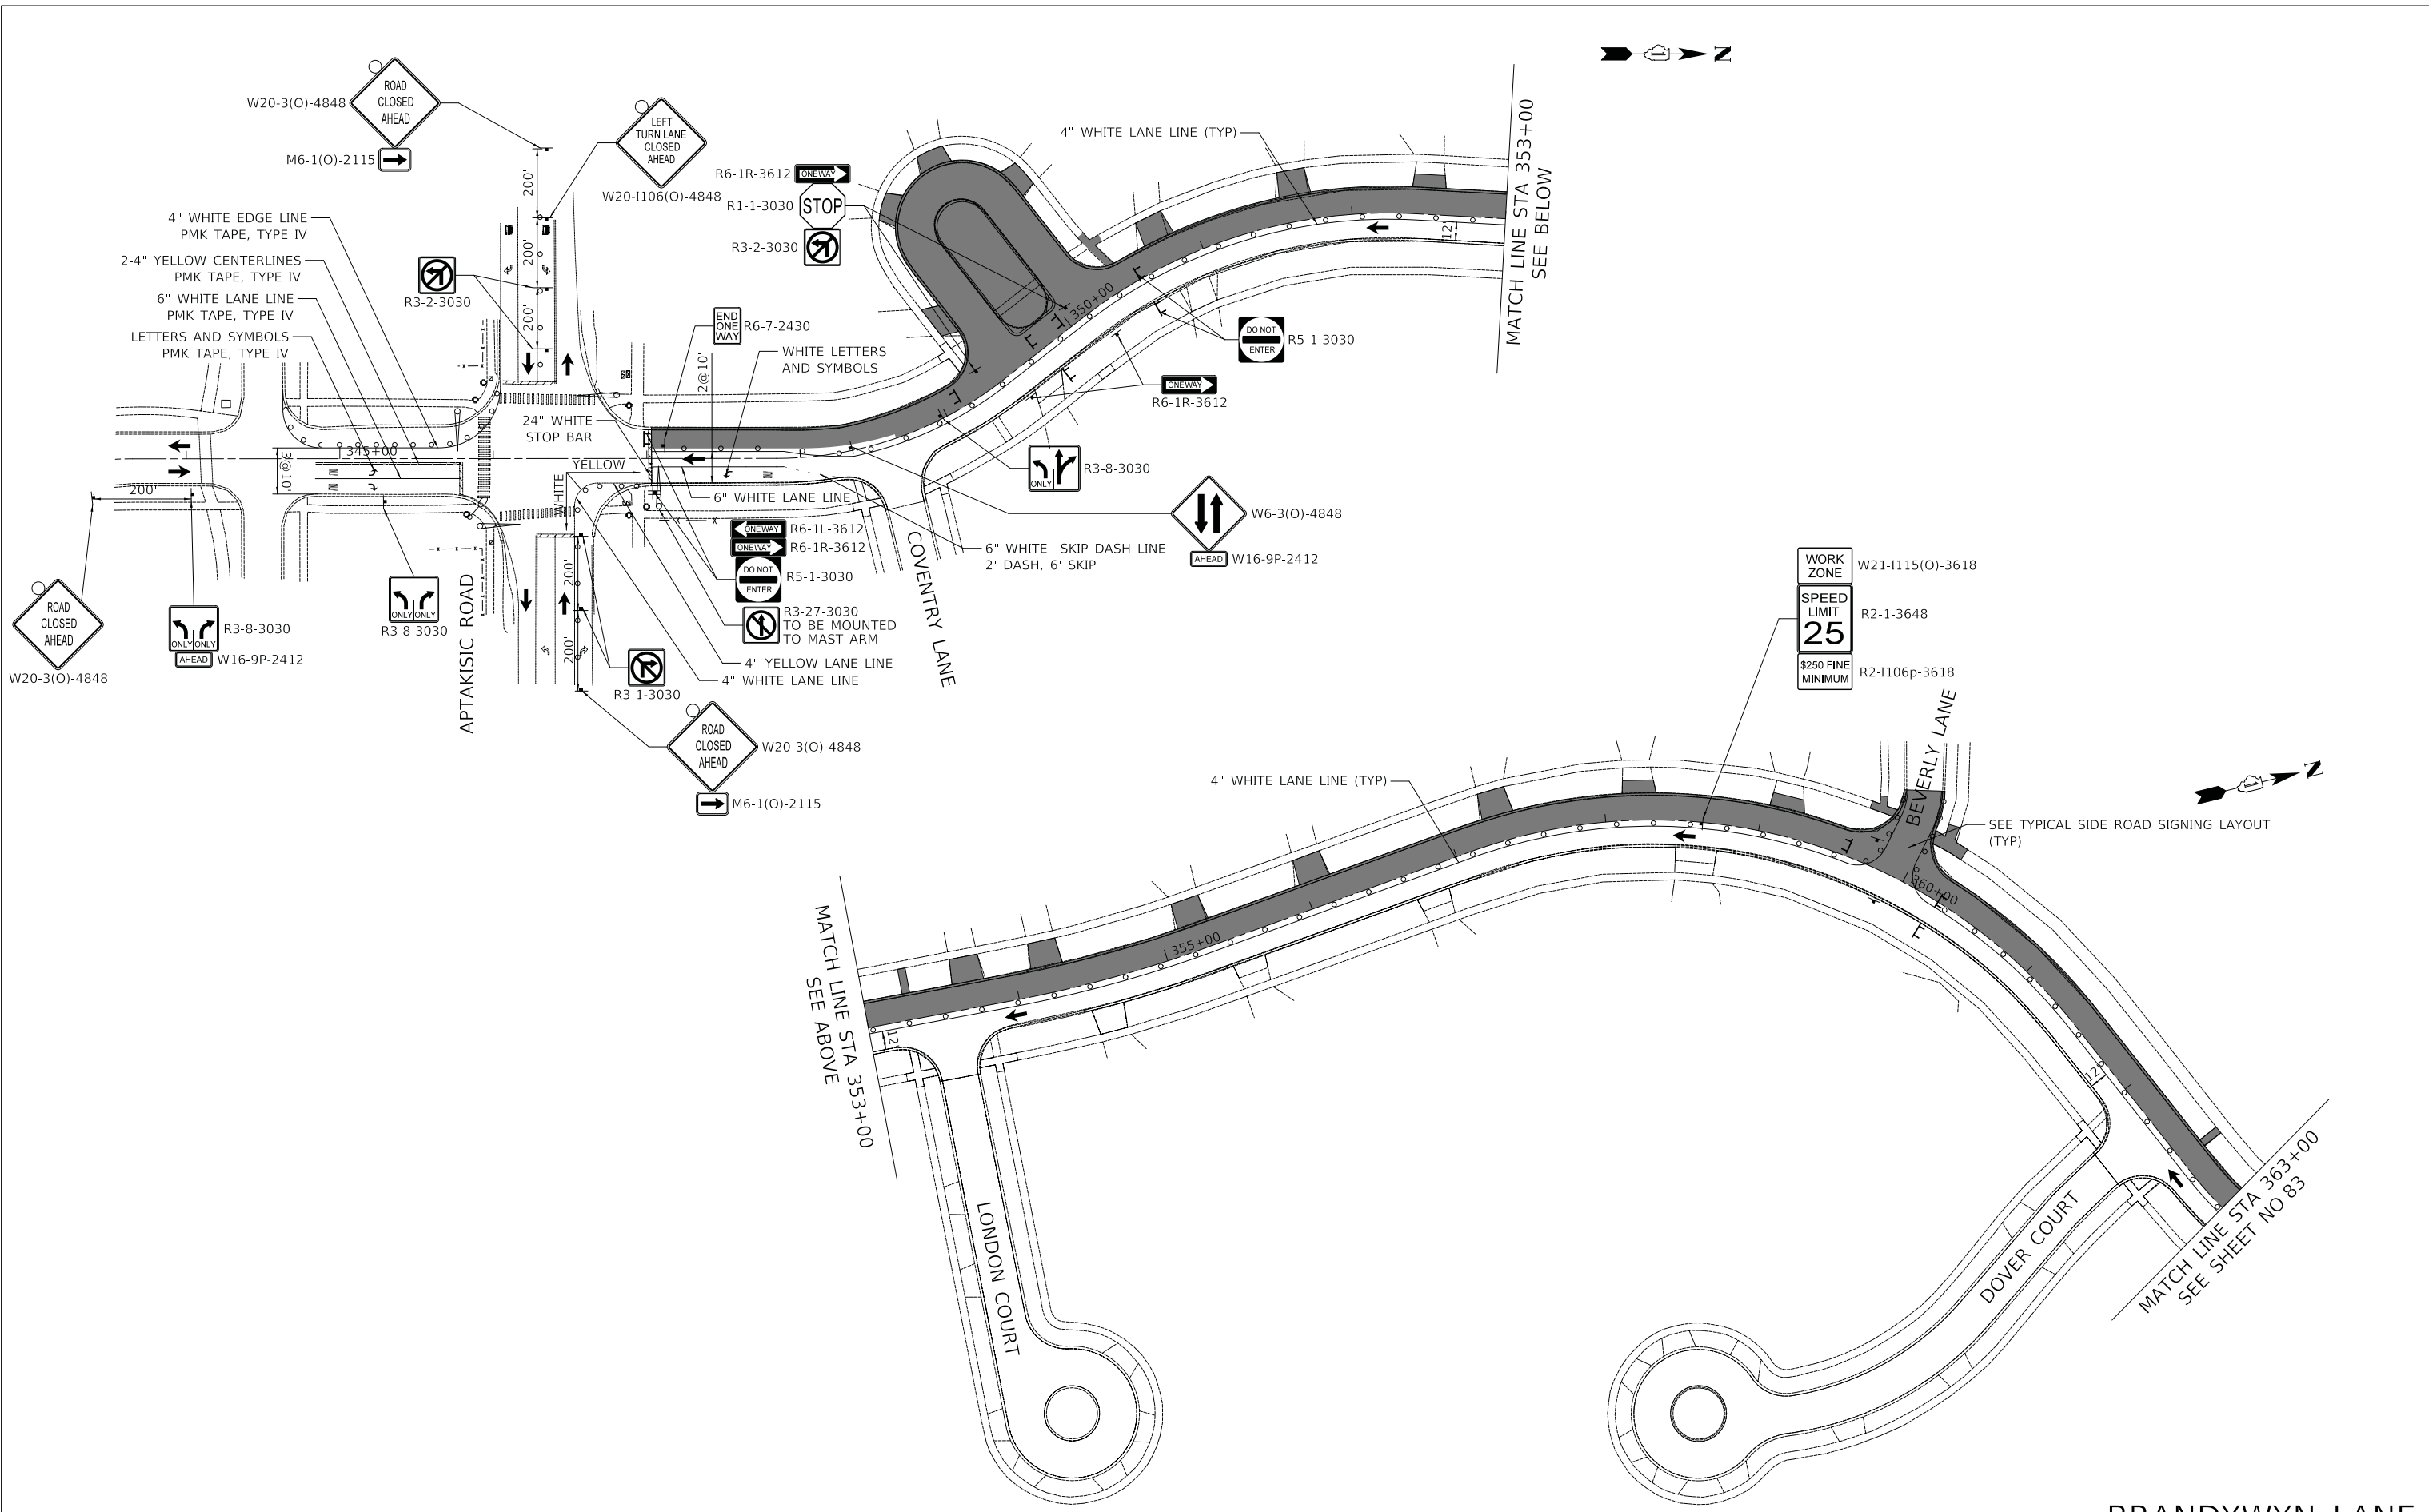 N
ROAD
CLOSED
AHEAD
W20-3(O)-4848
M6-1(O)-2115
LEFT
TURN LANE
CLOSED
AHEAD
W20-I106(O)-4848
200'
200'
200'
4" WHITE EDGE LINE
PMK TAPE, TYPE IV
2-4" YELLOW CENTERLINES
PMK TAPE, TYPE IV
6" WHITE LANE LINE
PMK TAPE, TYPE IV
LETTERS AND SYMBOLS
PMK TAPE, TYPE IV
R3-2-3030
R6-1R-3612
ONEWAY
R1-1-3030
STOP
R3-2-3030
4" WHITE LANE LINE (TYP)
MATCH LINE STA 353+00
SEE BELOW
12'
350+00
END
ONE
WAY
R6-7-2430
WHITE LETTERS
AND SYMBOLS
2@10'
24" WHITE
STOP BAR
DO NOT
ENTER
R5-1-3030
ONEWAY
R6-1R-3612
ONLY
R3-8-3030
345+00
3@10'
200'
YELLOW
WHITE
6" WHITE LANE LINE
ONEWAY
R6-1L-3612
ONEWAY
R6-1R-3612
DO NOT
ENTER
R5-1-3030
R3-27-3030
TO BE MOUNTED
TO MAST ARM
4" YELLOW LANE LINE
4" WHITE LANE LINE
6" WHITE SKIP DASH LINE
2' DASH, 6' SKIP
W6-3(O)-4848
AHEAD
W16-9P-2412
COVENTRY LANE
APTAKISIC ROAD
ROAD
CLOSED
AHEAD
W20-3(O)-4848
ONLY ONLY
R3-8-3030
AHEAD
W16-9P-2412
ONLY ONLY
R3-8-3030
200'
200'
R3-1-3030
ROAD
CLOSED
AHEAD
W20-3(O)-4848
M6-1(O)-2115
WORK
ZONE
W21-I115(O)-3618
SPEED
LIMIT
25
R2-1-3648
$250 FINE
MINIMUM
R2-I106p-3618
BEVERLY LANE
N
4" WHITE LANE LINE (TYP)
SEE TYPICAL SIDE ROAD SIGNING LAYOUT
(TYP)
360+00
355+00
MATCH LINE STA 353+00
SEE ABOVE
12'
12'
LONDON COURT
DOVER COURT
MATCH LINE STA 363+00
SEE SHEET NO 83
BRANDYWYN LANE